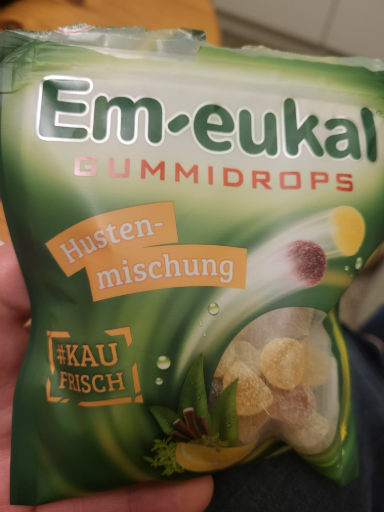 Em-eukal
GUMMIDROPS
Husten-
mischung
#KAU
FRISCH